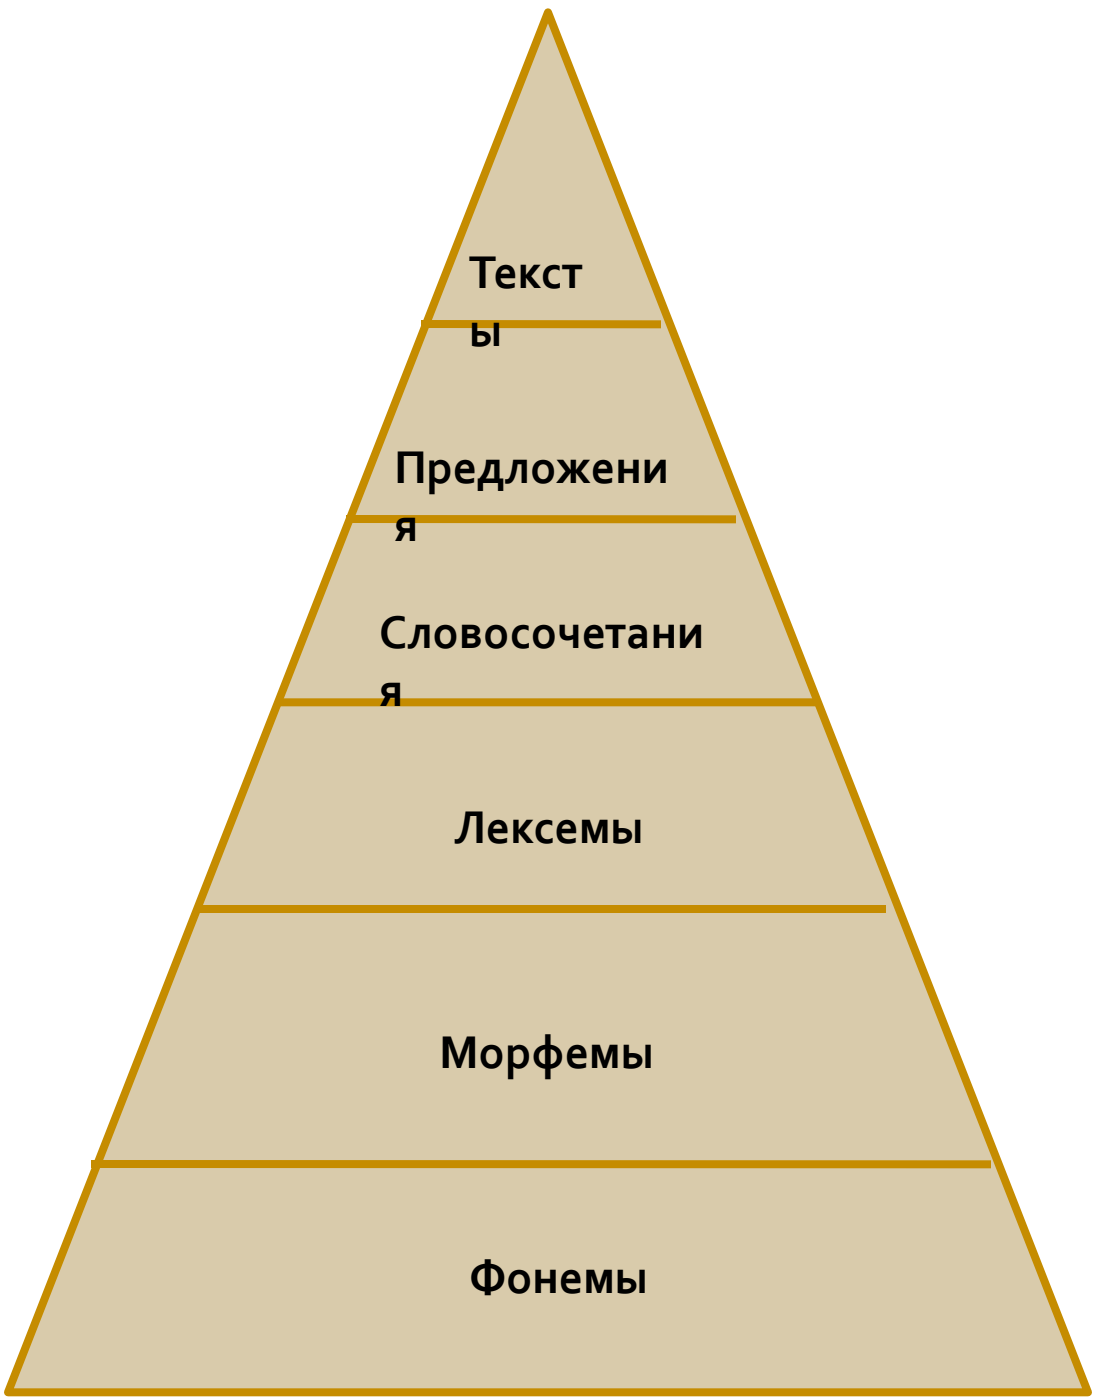 Текст
ы
Предложени
я
Словосочетани
я
Лексемы
Морфемы
Фонемы